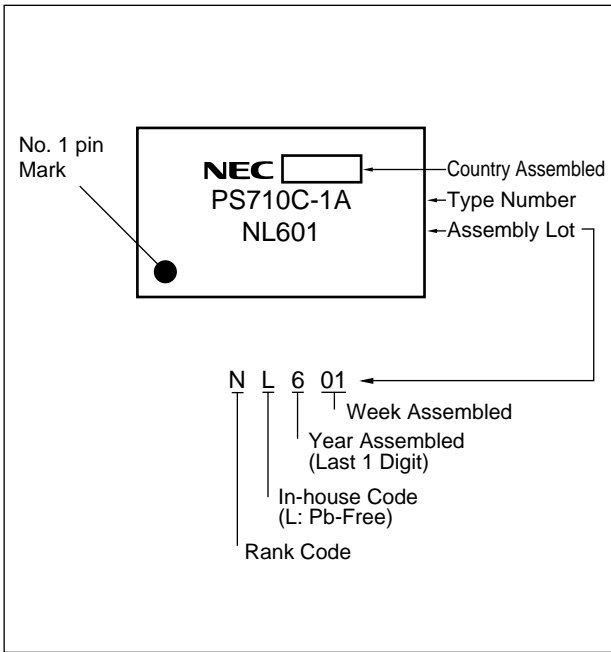 No. 1 pin
Mark
NEC
Country Assembled
PS710C-1A
Type Number
NL601
Assembly Lot
N L 6 01
Week Assembled
Year Assembled
(Last 1 Digit)
In-house Code
(L: Pb-Free)
Rank Code